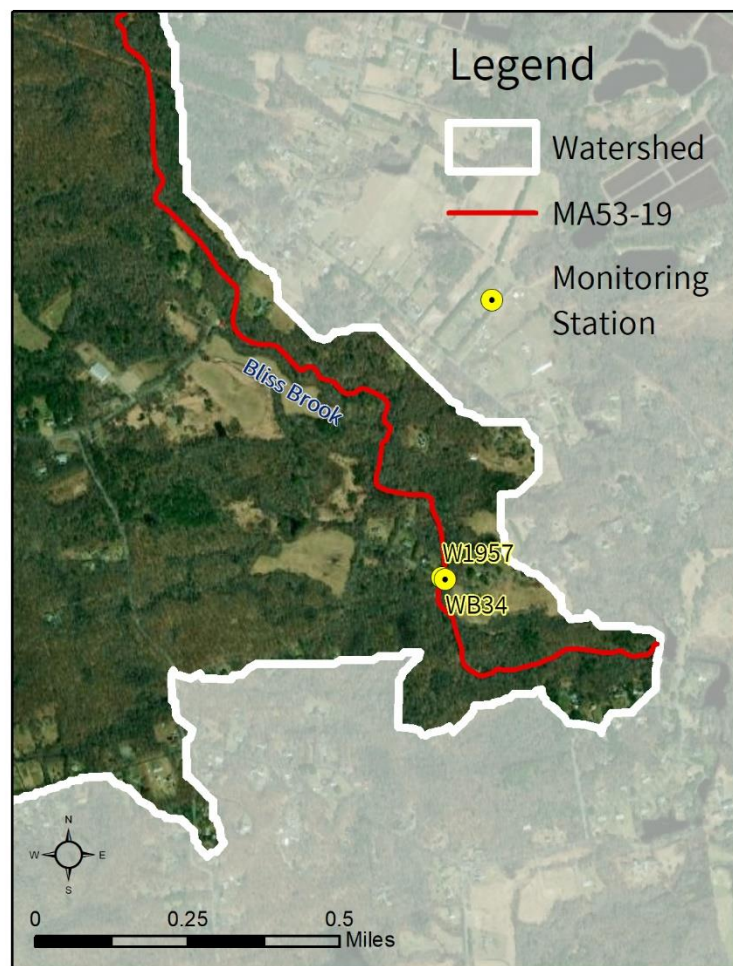 Legend
Watershed
MA53-19
Monitoring
Station
Bliss Brook
W1957
WB34
N
W E
S
0 0.25 0.5
Miles